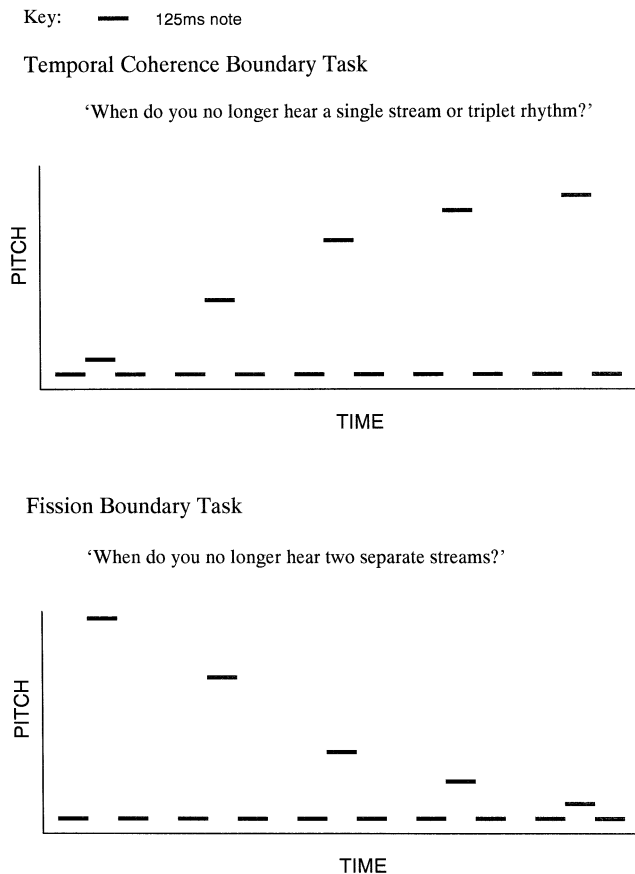 Key: 125ms note
Temporal Coherence Boundary Task
‘When do you no longer hear a single stream or triplet rhythm?’
PITCH
TIME
Fission Boundary Task
‘When do you no longer hear two separate streams?’
PITCH
TIME